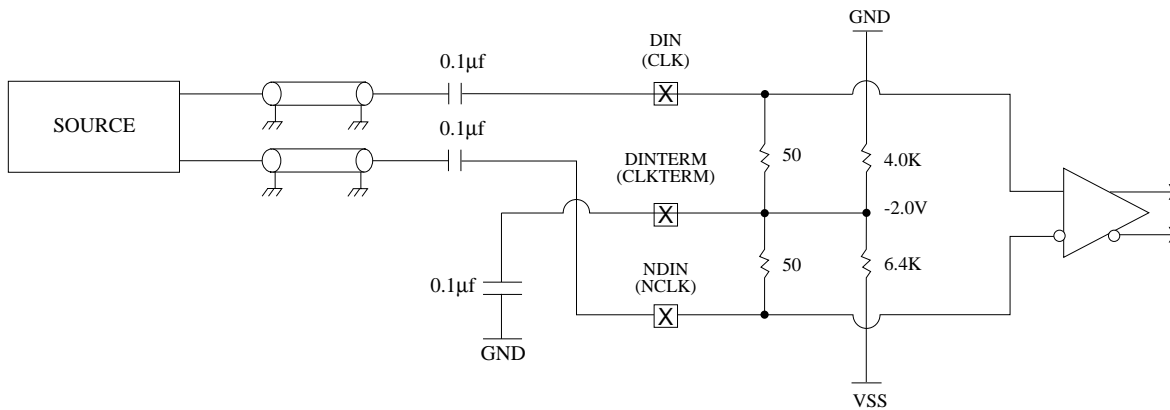 GND
DIN
(CLK)
0.1µf
SOURCE
0.1µf
50
4.0K
DINTERM
(CLKTERM)
-2.0V
X
X
50
6.4K
NDIN
(NCLK)
0.1µf
X
GND
VSS